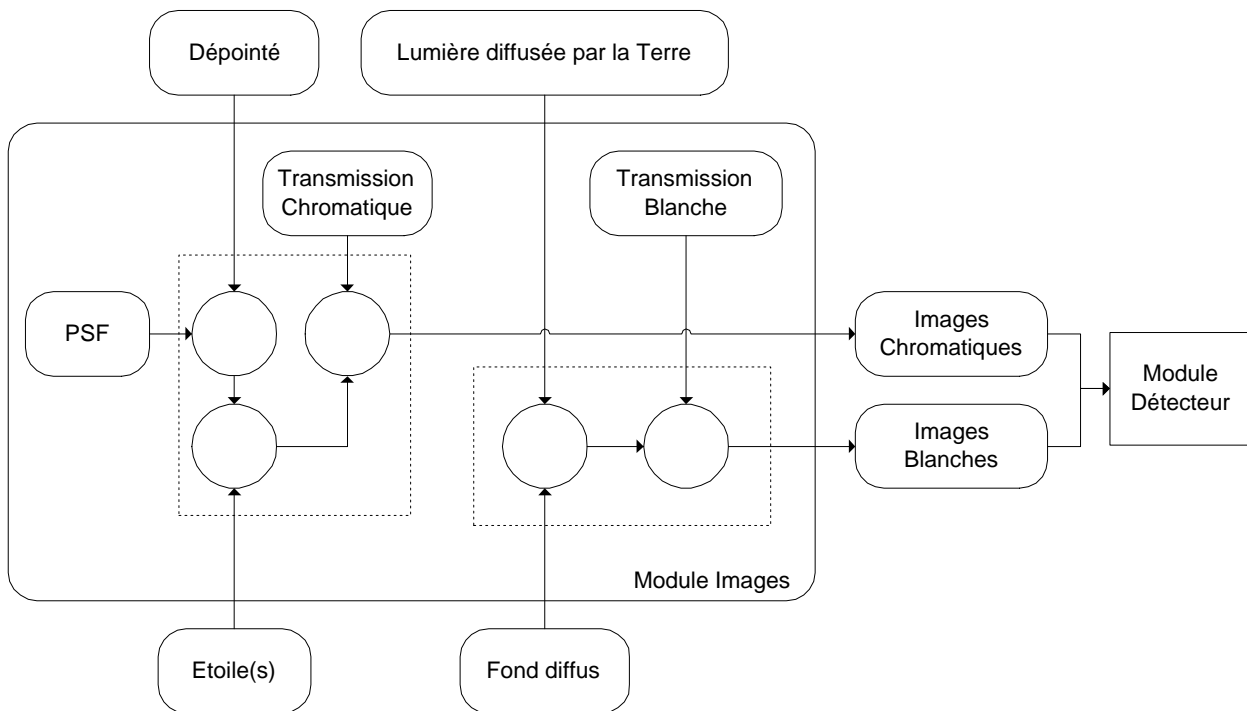 Dépointé
Lumière diffusée par la Terre
Transmission
Chromatique
Transmission
Blanche
PSF
Images
Chromatiques
Module
Détecteur
Images
Blanches
Module Images
Etoile(s)
Fond diffus